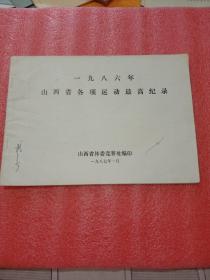 一九八六年
山西省各项运动最高纪录
山西省体委竞赛处编印
一九八七年一月